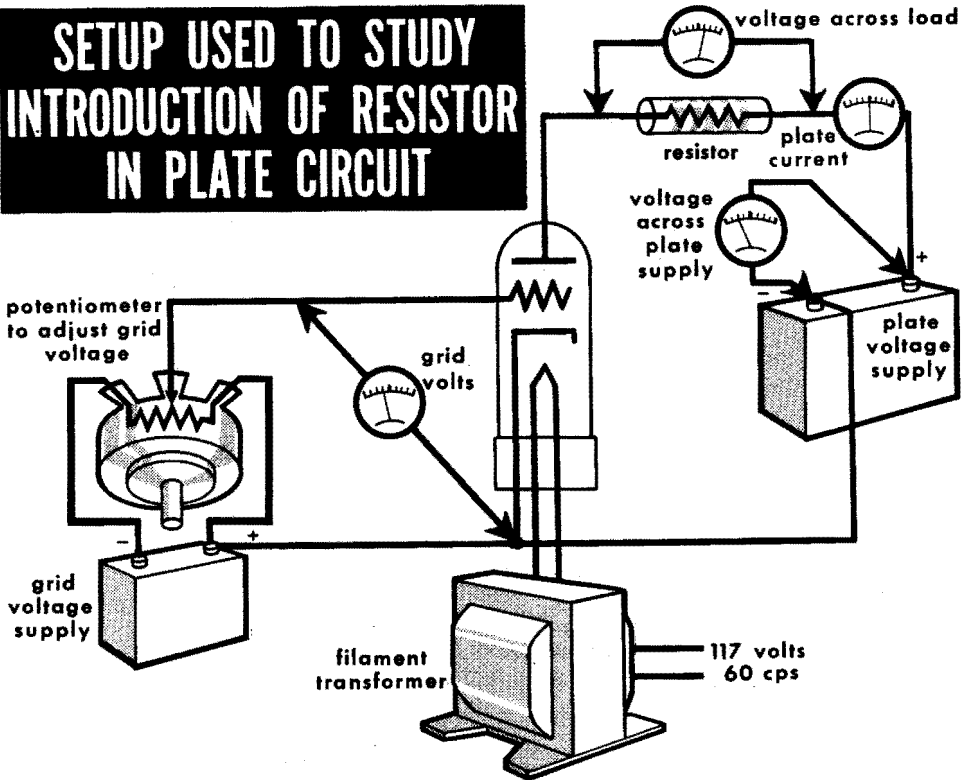 SETUP USED TO STUDY
INTRODUCTION OF RESISTOR
IN PLATE CIRCUIT
voltage across load
resistor
plate
current
voltage
across
plate
supply
+
–
plate
voltage
supply
potentiometer
to adjust grid
voltage
grid
volts
–
+
grid
voltage
supply
filament
transformer
117 volts
60 cps